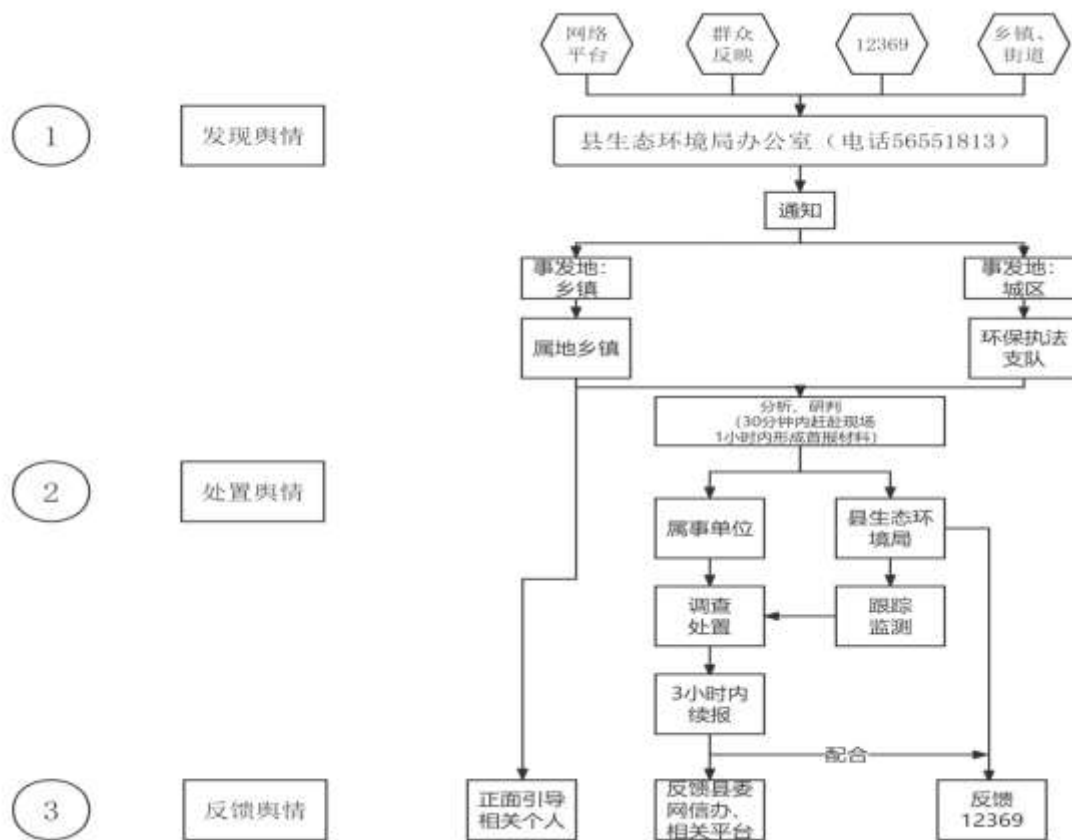 网络
平台
群众
反映
12369
乡镇、
街道
1
发现舆情
县生态环境局办公室（电话56551813）
通知
事发地：
乡镇
事发地：
城区
属地乡镇
环保执法
支队
分析、研判
（30分钟内赶赴现场
1小时内形成首报材料）
2
处置舆情
属事单位
县生态环
境局
调查
处置
跟踪
监测
3小时内
续报
配合
3
反馈舆情
正面引导
相关个人
反馈县委
网信办、
相关平台
反馈
12369